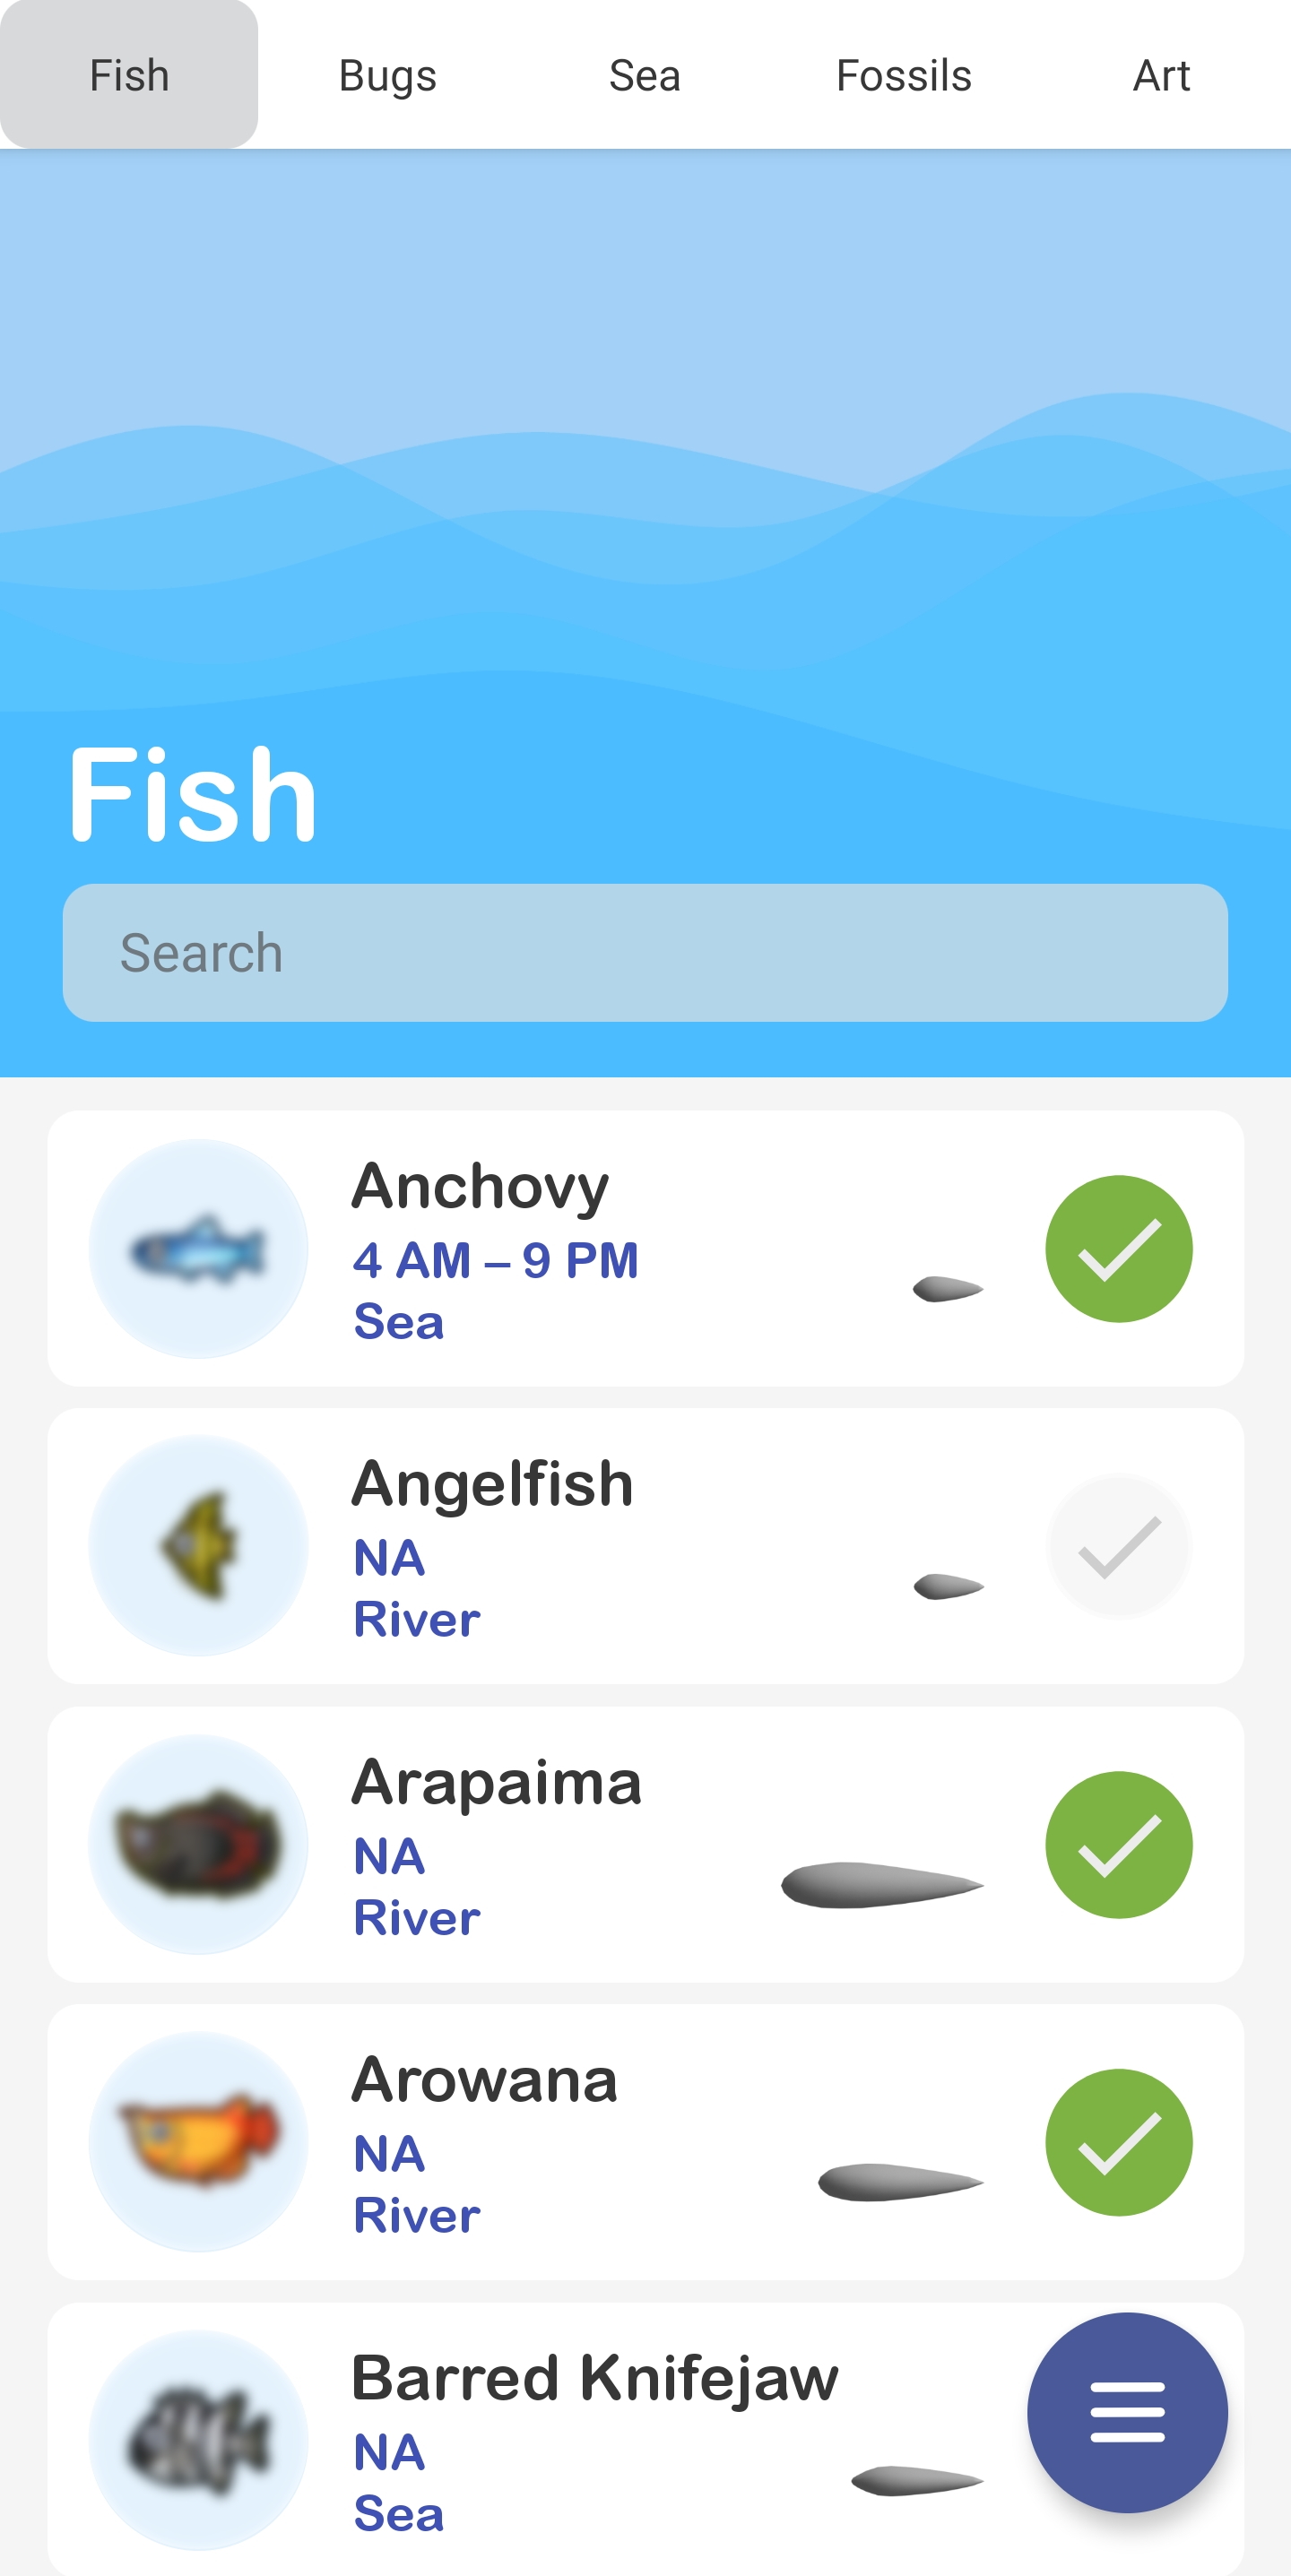 Fish
Bugs
Sea
Fossils
Art
Fish
Search
Anchovy
4 AM – 9 PM
Sea
Angelfish
NA
River
Arapaima
NA
River
Arowana
NA
River
Barred Knifejaw
NA
Sea